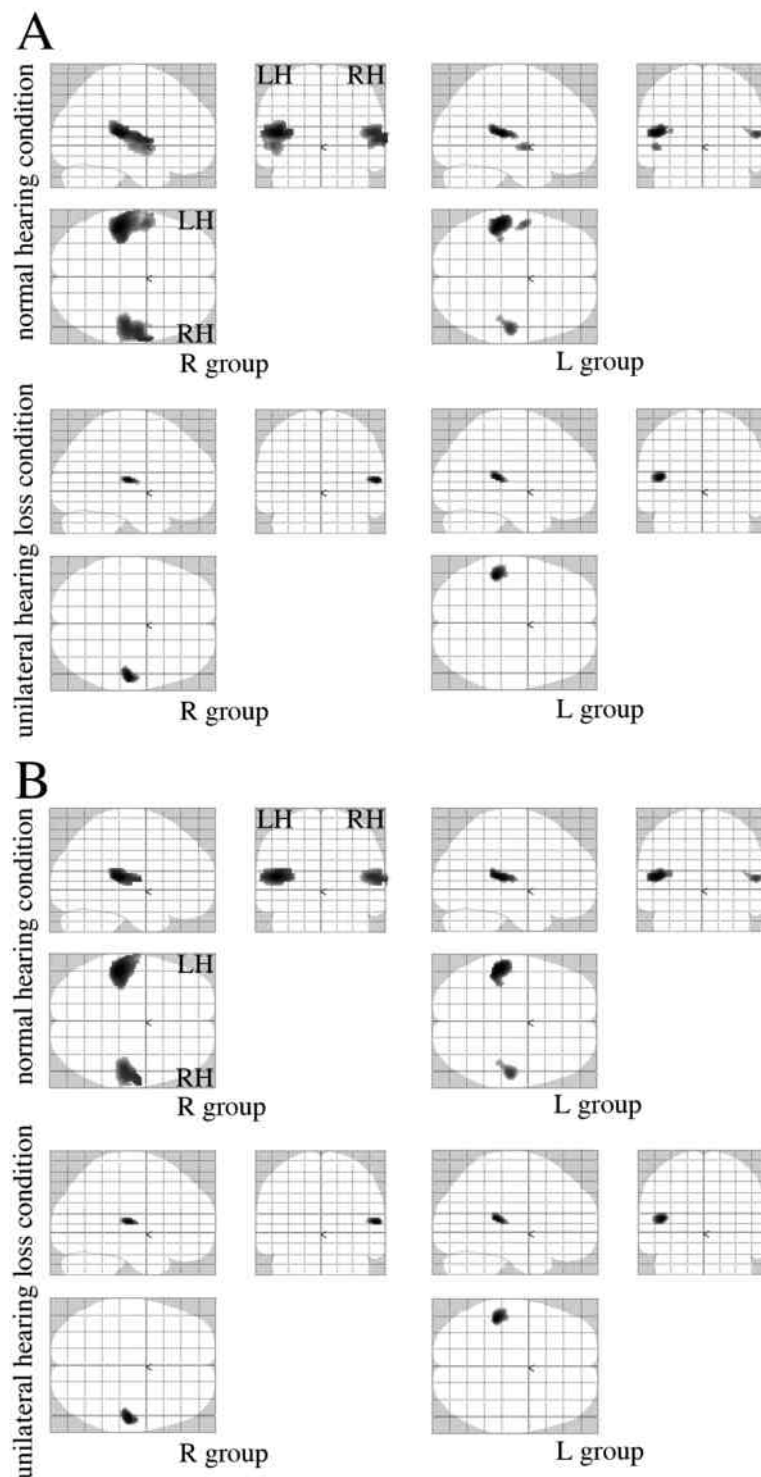 A
normal hearing condition
LH RH
LH
RH
R group
L group
unilateral hearing loss condition
R group
L group
B
normal hearing condition
LH RH
LH
RH
R group
L group
unilateral hearing loss condition
R group
L group